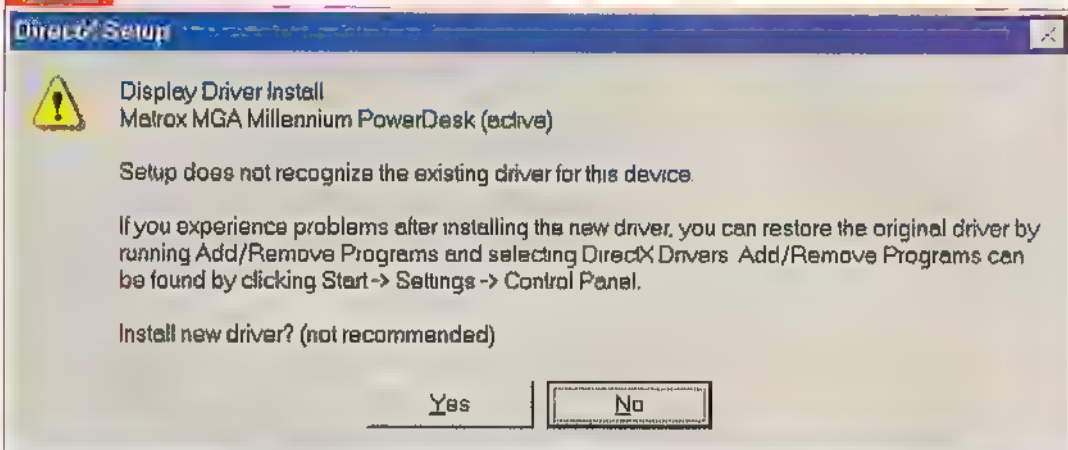 DirectX Setup
Display Driver Install
Matrox MGA Millennium PowerDesk (active)
Setup does not recognize the existing driver for this device.
If you experience problems after installing the new driver, you can restore the original driver by
running Add/Remove Programs and selecting DirectX Drivers Add/Remove Programs can
be found by clicking Start -> Settings -> Control Panel.
Install new driver? (not recommended)
Yes
No